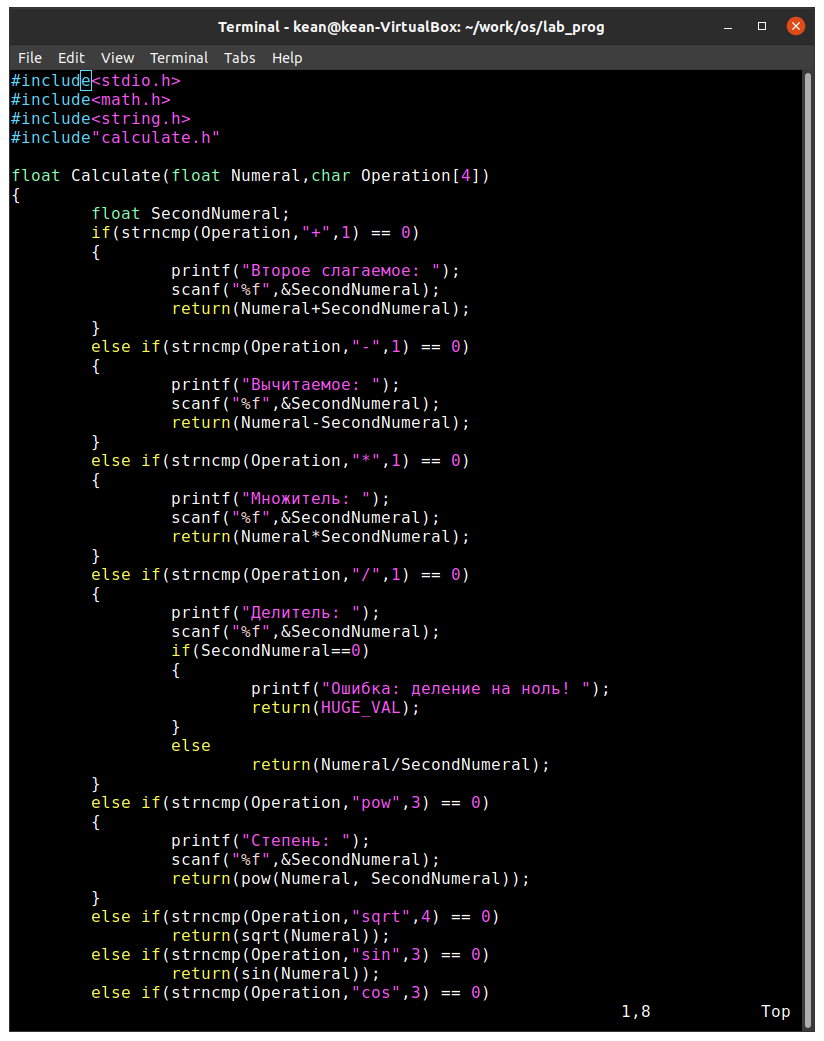 Terminal - kean@kean-VirtualBox: ~/work/os/lab_prog
File Edit View Terminal Tabs Help
#include<stdio.h>
#include<math.h>
#include<string.h>
#include"calculate.h"

float Calculate(float Numeral,char Operation[4])
{
        float SecondNumeral;
        if(strncmp(Operation,"+",1) == 0)
        {
                printf("Второе слагаемое: ");
                scanf("%f",&SecondNumeral);
                return(Numeral+SecondNumeral);
        }
        else if(strncmp(Operation,"-",1) == 0)
        {
                printf("Вычитаемое: ");
                scanf("%f",&SecondNumeral);
                return(Numeral-SecondNumeral);
        }
        else if(strncmp(Operation,"*",1) == 0)
        {
                printf("Множитель: ");
                scanf("%f",&SecondNumeral);
                return(Numeral*SecondNumeral);
        }
        else if(strncmp(Operation,"/",1) == 0)
        {
                printf("Делитель: ");
                scanf("%f",&SecondNumeral);
                if(SecondNumeral==0)
                {
                        printf("Ошибка: деление на ноль! ");
                        return(HUGE_VAL);
                }
                else
                        return(Numeral/SecondNumeral);
        }
        else if(strncmp(Operation,"pow",3) == 0)
        {
                printf("Степень: ");
                scanf("%f",&SecondNumeral);
                return(pow(Numeral, SecondNumeral));
        }
        else if(strncmp(Operation,"sqrt",4) == 0)
                return(sqrt(Numeral));
        else if(strncmp(Operation,"sin",3) == 0)
                return(sin(Numeral));
        else if(strncmp(Operation,"cos",3) == 0)
1,8 Top